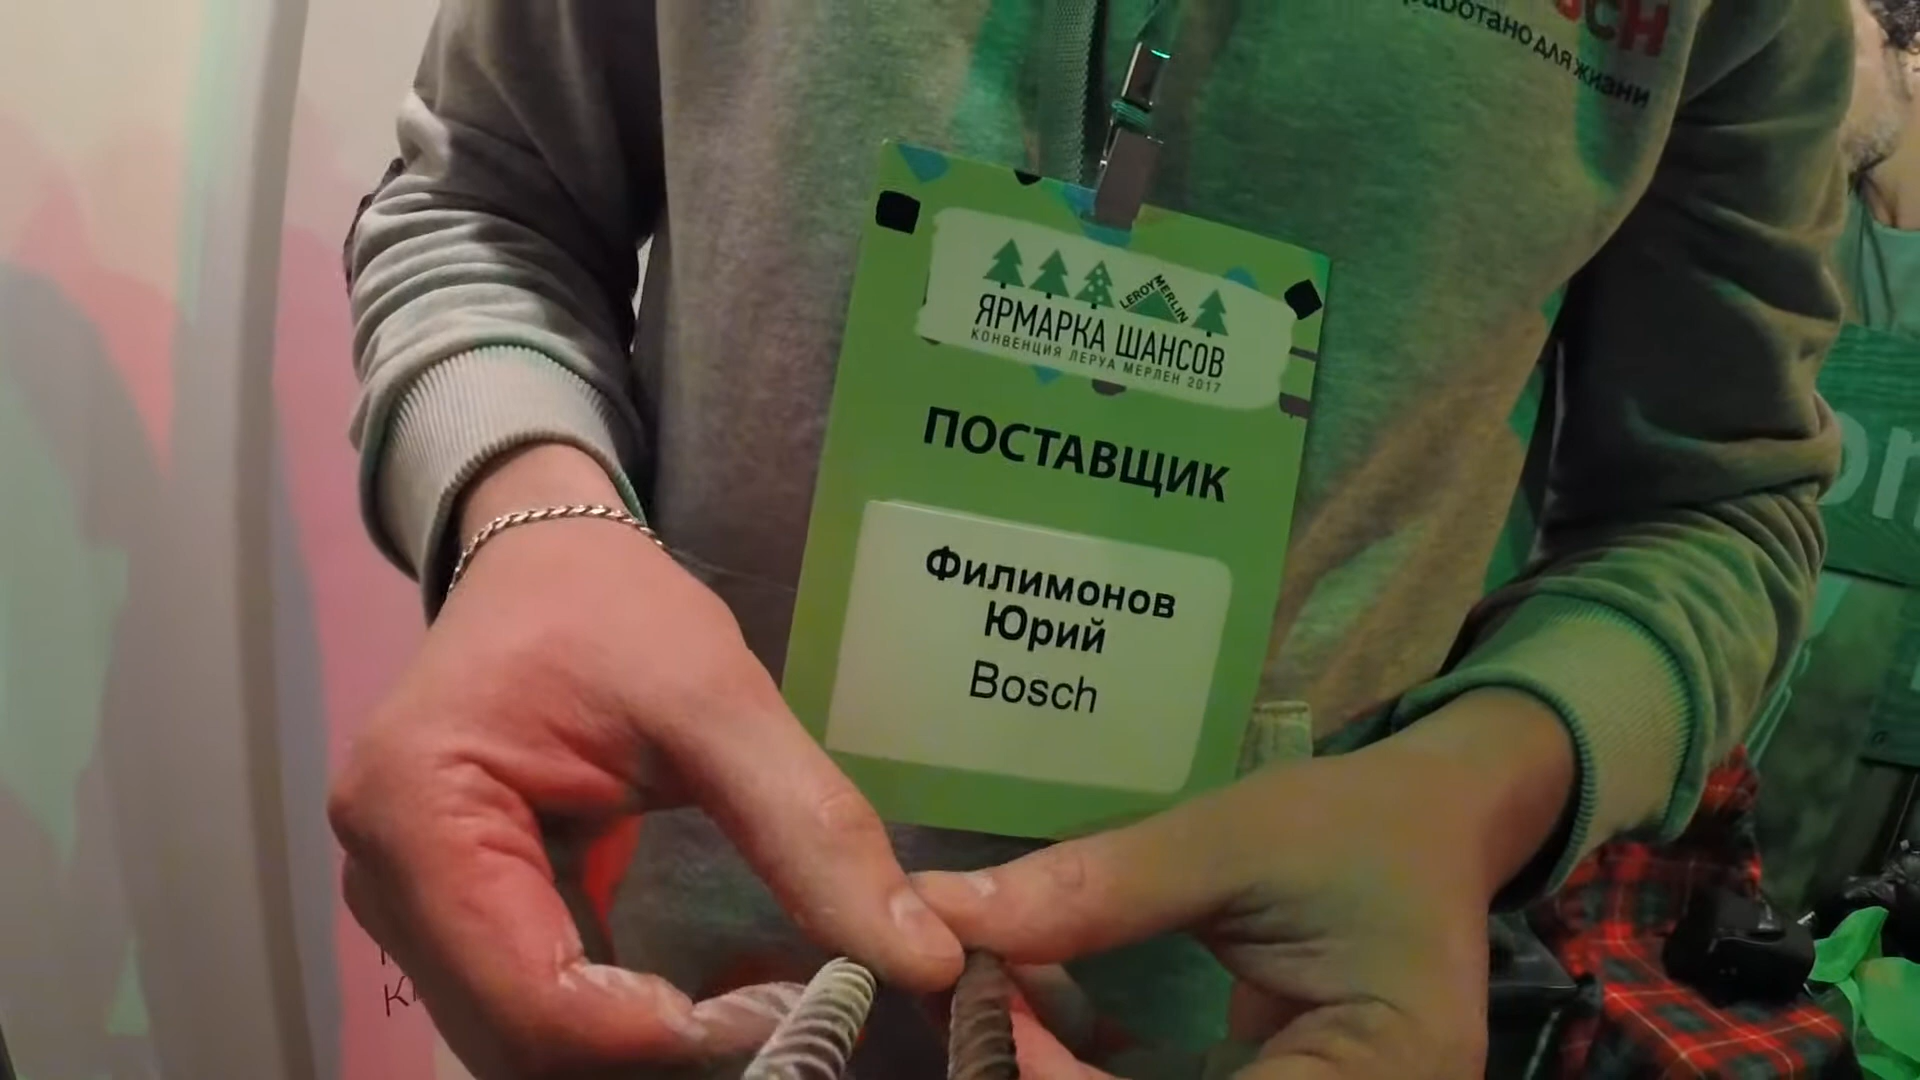 работано для жизни
LEROY MERLIN
ЯРМАРКА ШАНСОВ
КОНВЕНЦИЯ ЛЕРУА МЕРЛЕН 2017
ПОСТАВЩИК
Филимонов
Юрий
Bosch